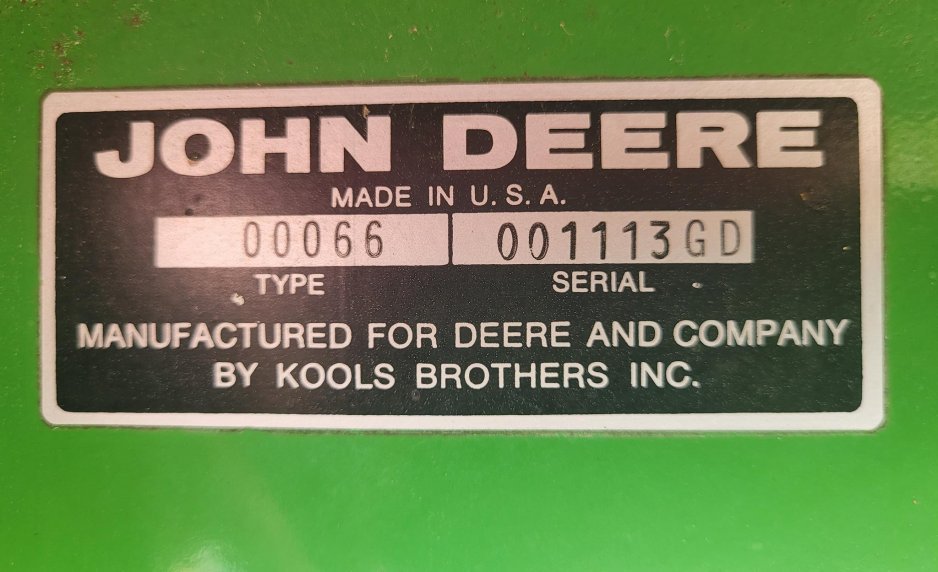 JOHN DEERE
MADE IN U.S.A.
00066 001113GD
TYPE SERIAL
MANUFACTURED FOR DEERE AND COMPANY
BY KOOLS BROTHERS INC.